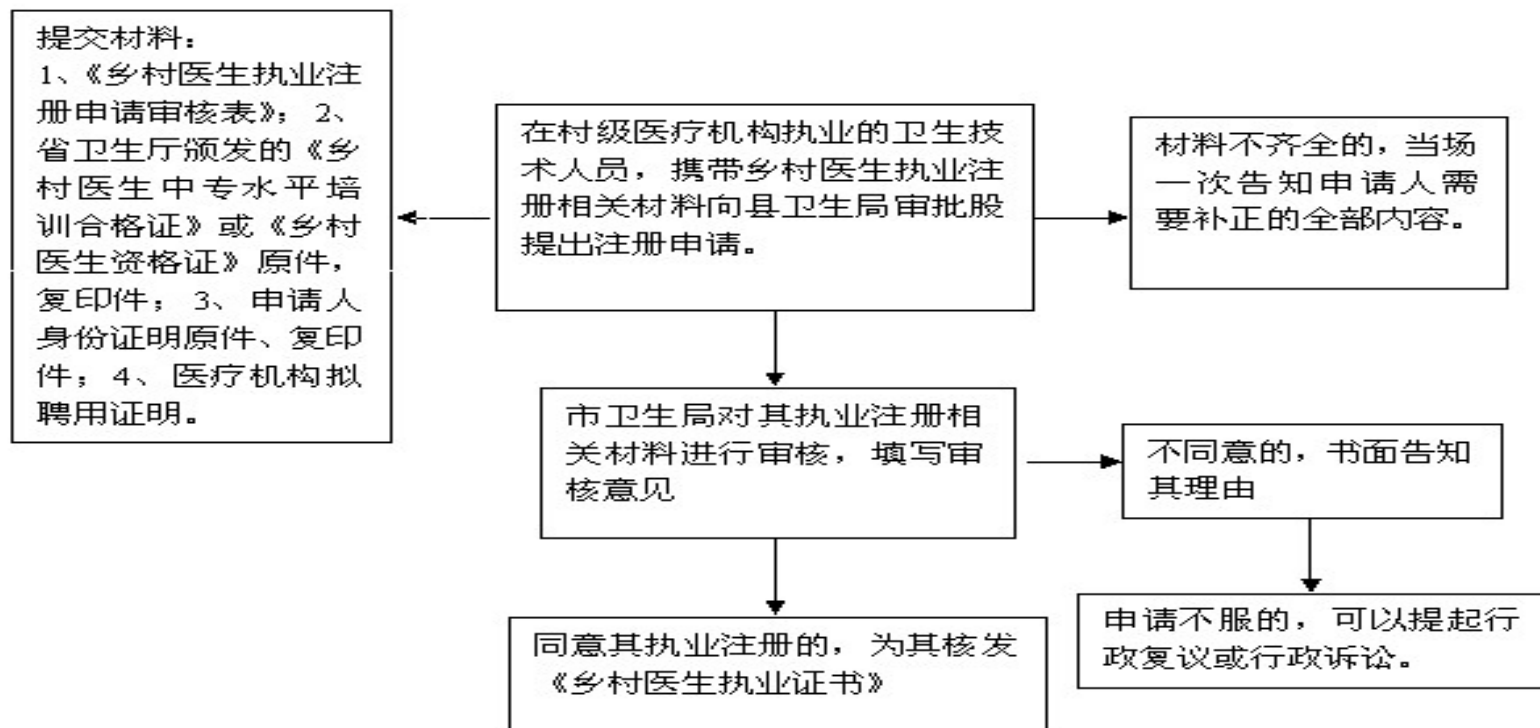 提交材料：
1、《乡村医生执业注
册申请审核表》；2、
省卫生厅颁发的《乡
村医生中专水平培
训合格证》或《乡村
医生资格证》原件，
复印件；3、申请人
身份证明原件、复印
件；4、医疗机构拟
聘用证明。
在村级医疗机构执业的卫生技
术人员，携带乡村医生执业注
册相关材料向县卫生局审批股
提出注册申请。
材料不齐全的，当场
一次告知申请人需
要补正的全部内容。
市卫生局对其执业注册相
关材料进行审核，填写审
核意见
不同意的，书面告知
其理由
同意其执业注册的，为其核发
《乡村医生执业证书》
申请不服的，可以提起行
政复议或行政诉讼。